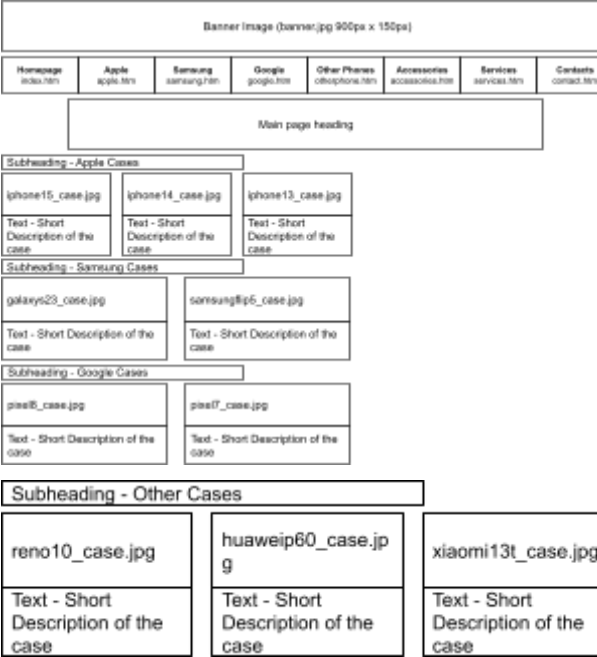 Banner Image (banner.jpg 900px x 150px)
Homepage Apple Samsung Google Other Phones Accessories Services Contacts
index.htm apple.htm samsung.htm google.htm otherphone.htm accessories.htm services.htm contact.htm
Main page heading
Subheading - Apple Cases
iphone15_case.jpg iphone14_case.jpg iphone13_case.jpg
Text - Short Text - Short Text - Short
Description of the Description of the Description of the
case case case
Subheading - Samsung Cases
galaxys23_case.jpg samsungflip5_case.jpg
Text - Short Description of the Text - Short Description of the
case case
Subheading - Google Cases
pixel8_case.jpg pixel7_case.jpg
Text - Short Description of the Text - Short Description of the
case case
Subheading - Other Cases
reno10_case.jpg huaweip60_case.jp xiaomi13t_case.jpg
g
Text - Short Text - Short Text - Short
Description of the Description of the Description of the
case case case